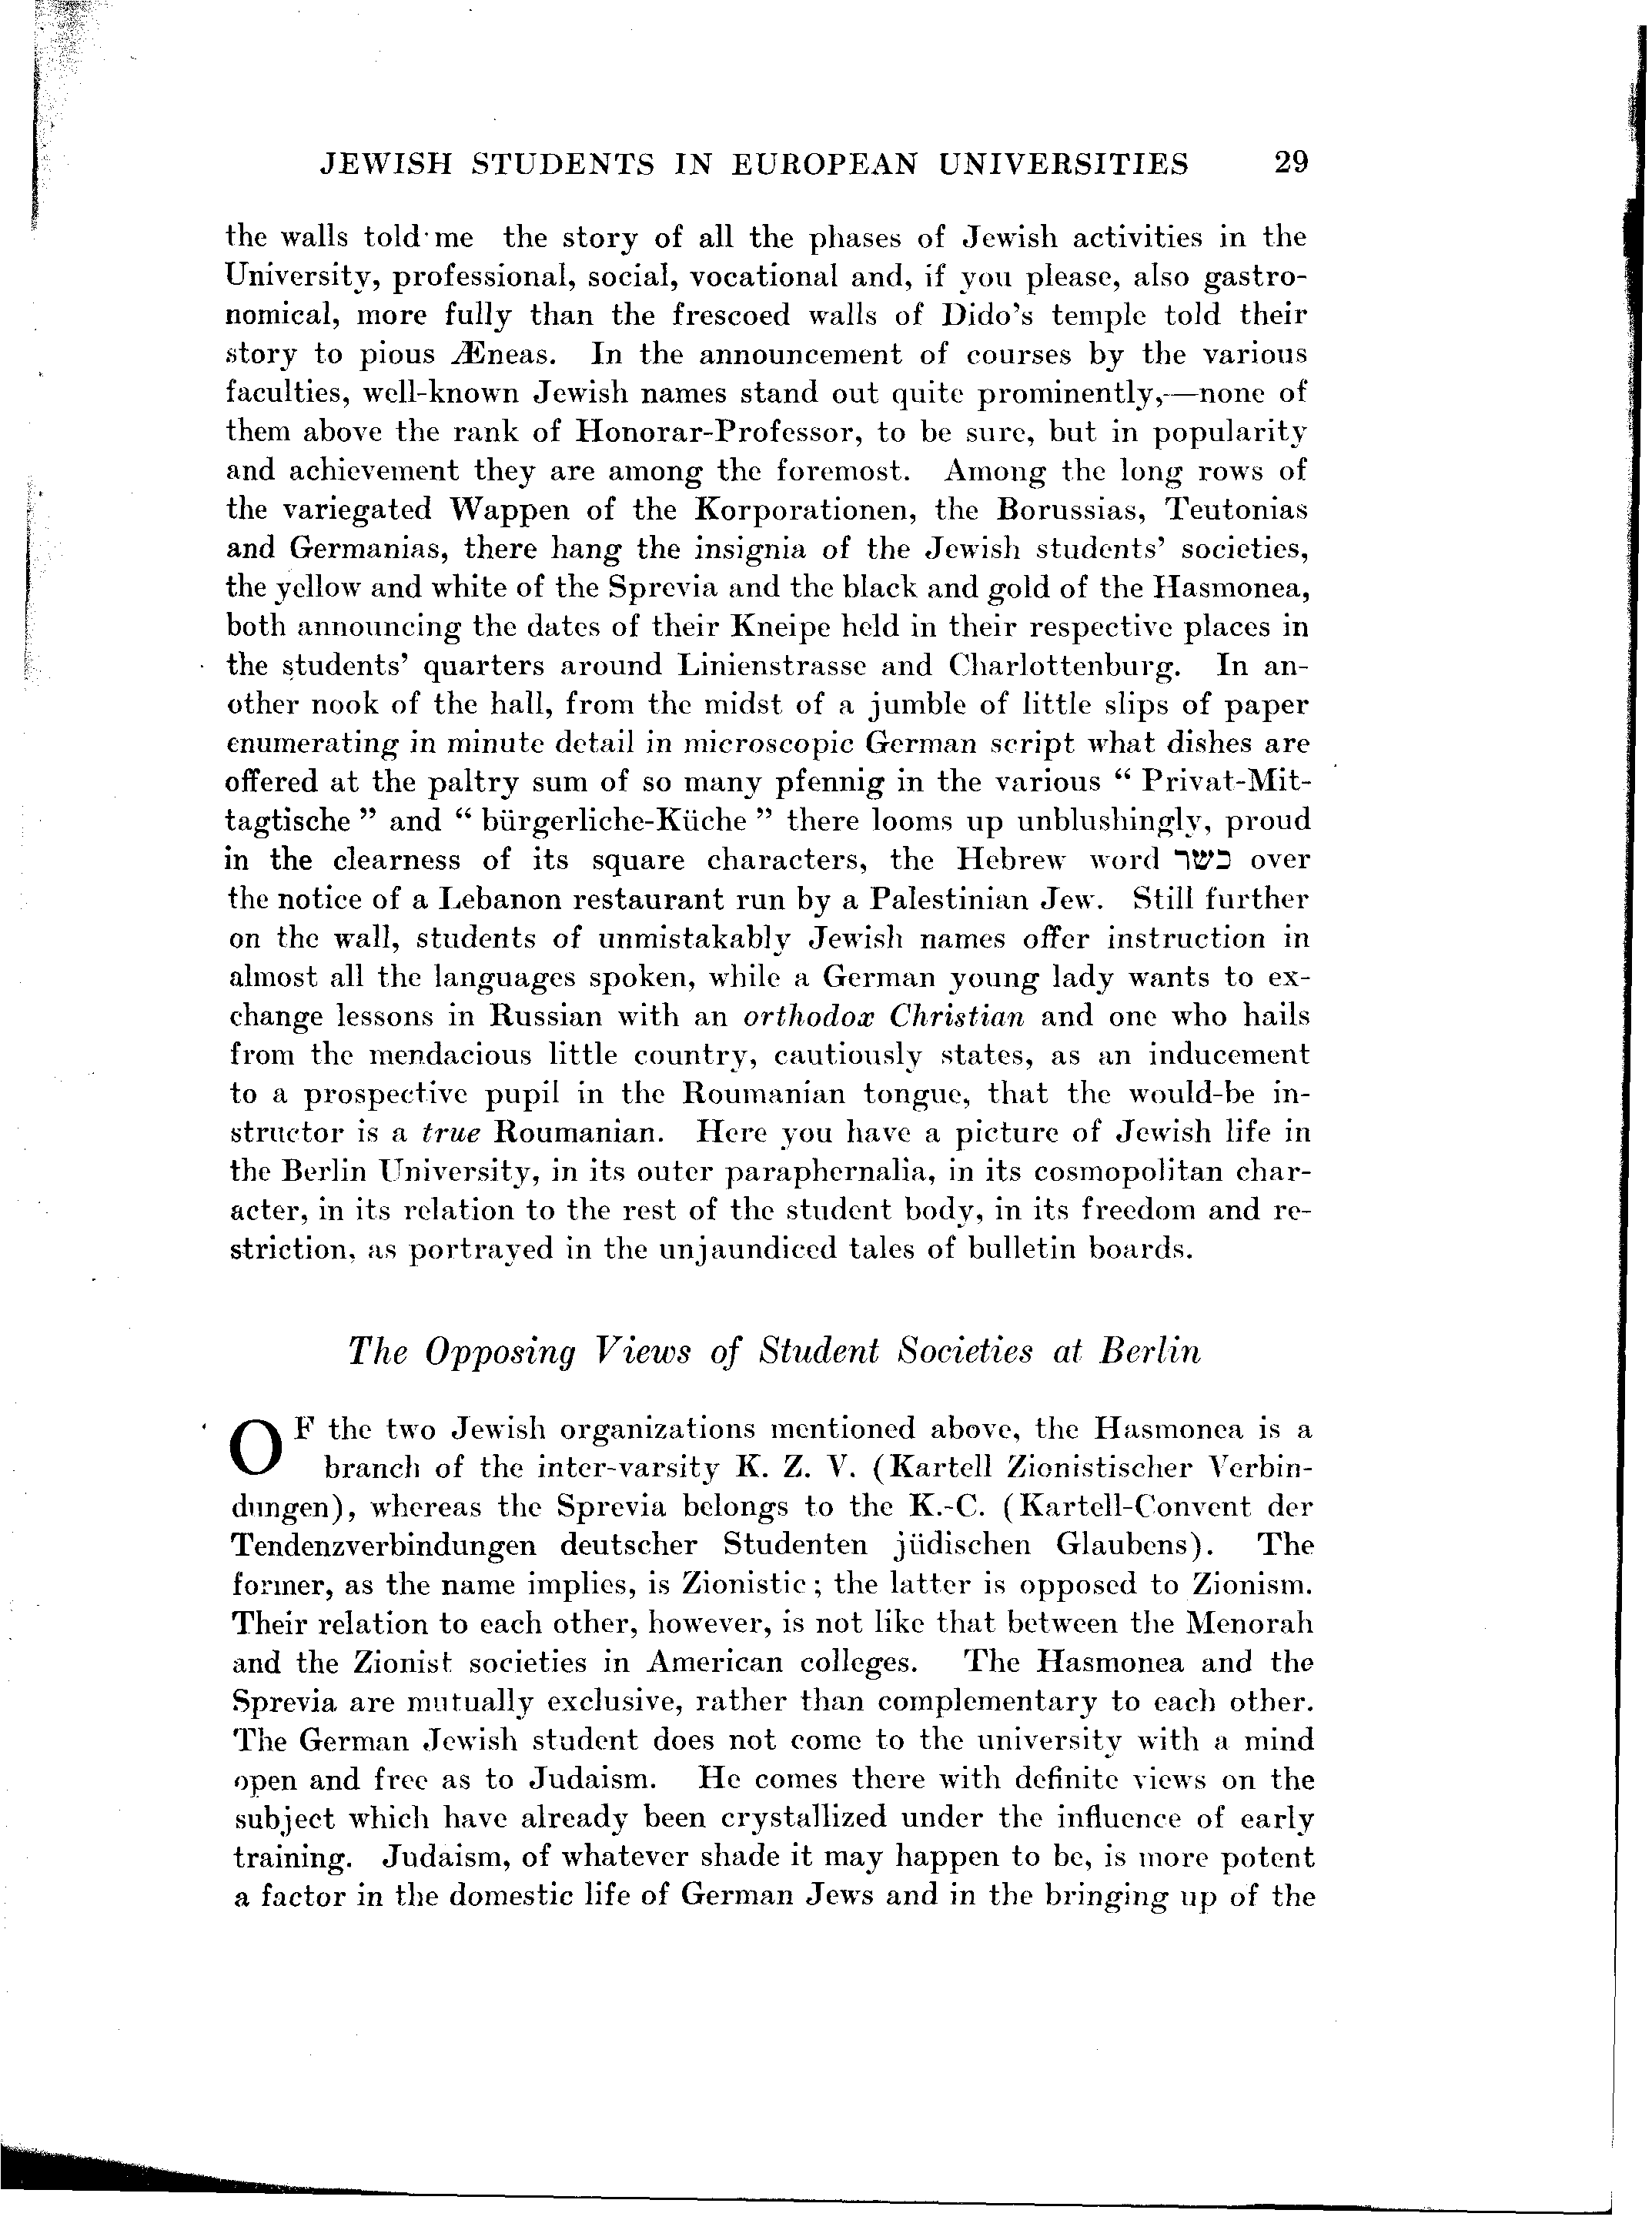 JEWISH STUDENTS IN EUROPEAN UNIVERSITIES 29
the walls told me the story of all the phases of Jewish activities in the
University, professional, social, vocational and, if you please, also gastro-
nomical, more fully than the frescoed walls of Dido's temple told their
story to pious Æneas. In the announcement of courses by the various
faculties, well-known Jewish names stand out quite prominently,—none of
them above the rank of Honorar-Professor, to be sure, but in popularity
and achievement they are among the foremost. Among the long rows of
the variegated Wappen of the Korporationen, the Borussias, Teutonias
and Germanias, there hang the insignia of the Jewish students' societies,
the yellow and white of the Sprevia and the black and gold of the Hasmonea,
both announcing the dates of their Kneipe held in their respective places in
the students' quarters around Linienstrasse and Charlottenburg. In an-
other nook of the hall, from the midst of a jumble of little slips of paper
enumerating in minute detail in microscopic German script what dishes are
offered at the paltry sum of so many pfennig in the various “ Privat-Mit-
tagtische ” and “ bürgerliche-Küche ” there looms up unblushingly, proud
in the clearness of its square characters, the Hebrew word כשר over
the notice of a Lebanon restaurant run by a Palestinian Jew. Still further
on the wall, students of unmistakably Jewish names offer instruction in
almost all the languages spoken, while a German young lady wants to ex-
change lessons in Russian with an orthodox Christian and one who hails
from the mendacious little country, cautiously states, as an inducement
to a prospective pupil in the Roumanian tongue, that the would-be in-
structor is a true Roumanian. Here you have a picture of Jewish life in
the Berlin University, in its outer paraphernalia, in its cosmopolitan char-
acter, in its relation to the rest of the student body, in its freedom and re-
striction, as portrayed in the unjaundiced tales of bulletin boards.
The Opposing Views of Student Societies at Berlin
OF the two Jewish organizations mentioned above, the Hasmonea is a
branch of the inter-varsity K. Z. V. (Kartell Zionistischer Verbin-
dungen), whereas the Sprevia belongs to the K.-C. (Kartell-Convent der
Tendenzverbindungen deutscher Studenten jüdischen Glaubens). The
former, as the name implies, is Zionistic; the latter is opposed to Zionism.
Their relation to each other, however, is not like that between the Menorah
and the Zionist societies in American colleges. The Hasmonea and the
Sprevia are mutually exclusive, rather than complementary to each other.
The German Jewish student does not come to the university with a mind
open and free as to Judaism. He comes there with definite views on the
subject which have already been crystallized under the influence of early
training. Judaism, of whatever shade it may happen to be, is more potent
a factor in the domestic life of German Jews and in the bringing up of the